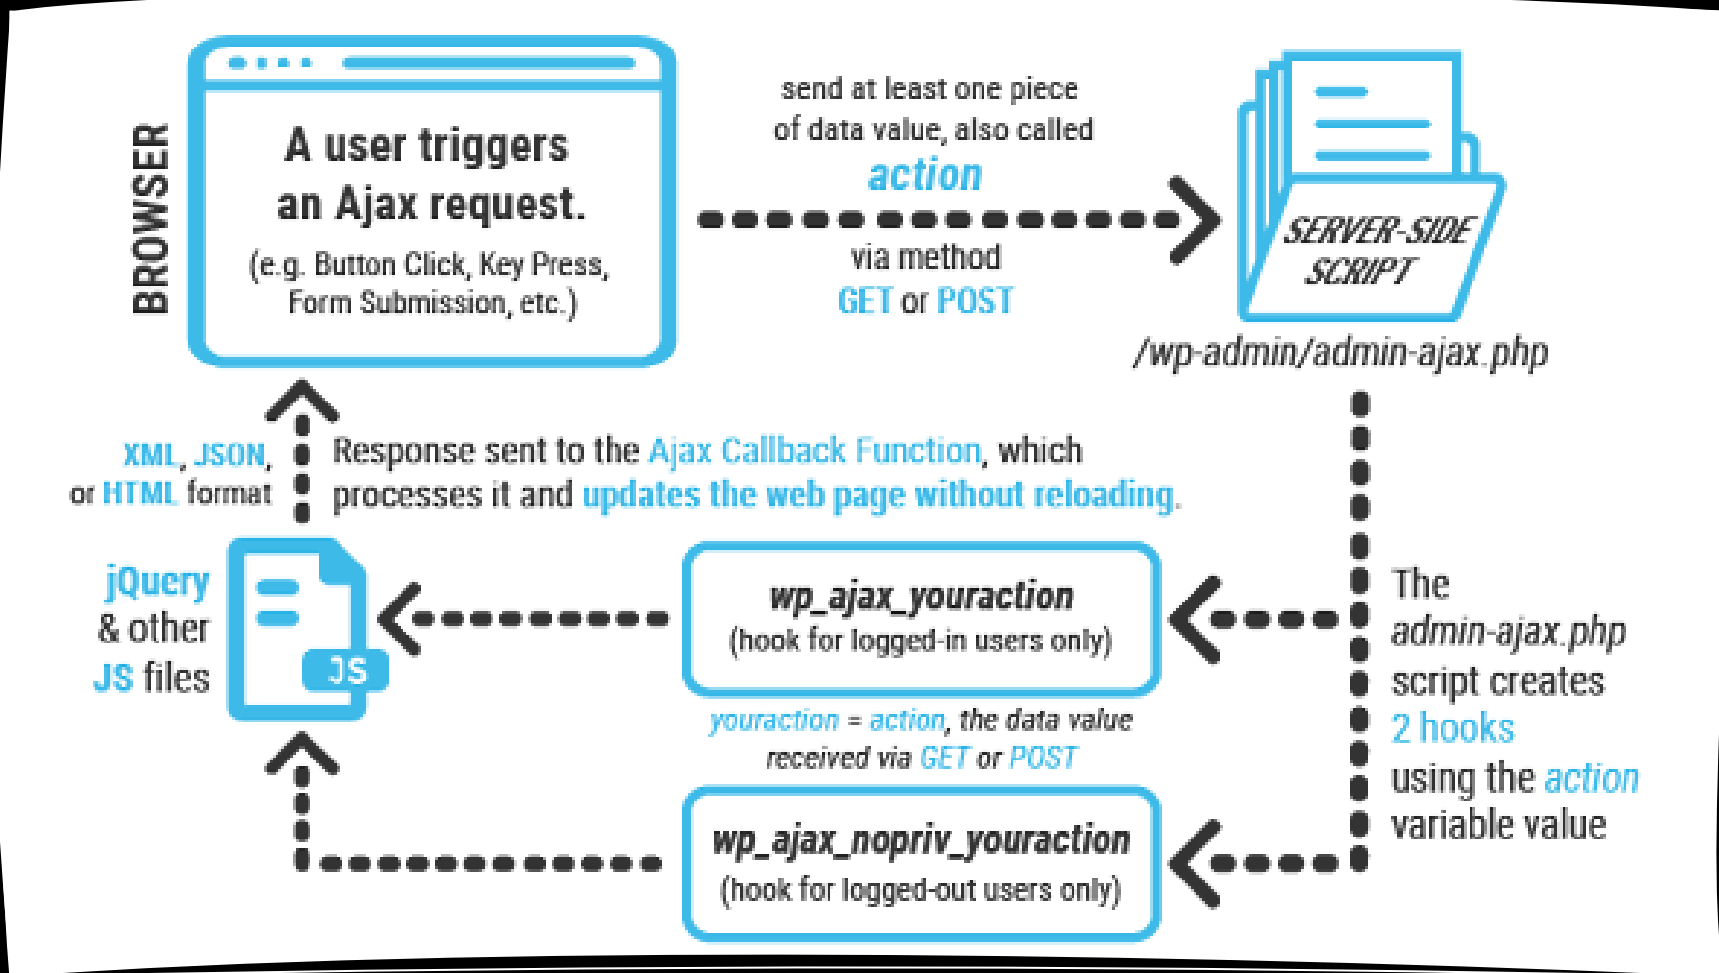 BROWSER
A user triggers
an Ajax request.
(e.g. Button Click, Key Press,
Form Submission, etc.)
send at least one piece
of data value, also called
action
via method
GET or POST
SERVER-SIDE
SCRIPT
/wp-admin/admin-ajax.php
XML, JSON,
or HTML format
Response sent to the Ajax Callback Function, which
processes it and updates the web page without reloading.
jQuery
& other
JS files
JS
wp_ajax_youraction
(hook for logged-in users only)
youraction = action, the data value
received via GET or POST
wp_ajax_nopriv_youraction
(hook for logged-out users only)
The
admin-ajax.php
script creates
2 hooks
using the action
variable value